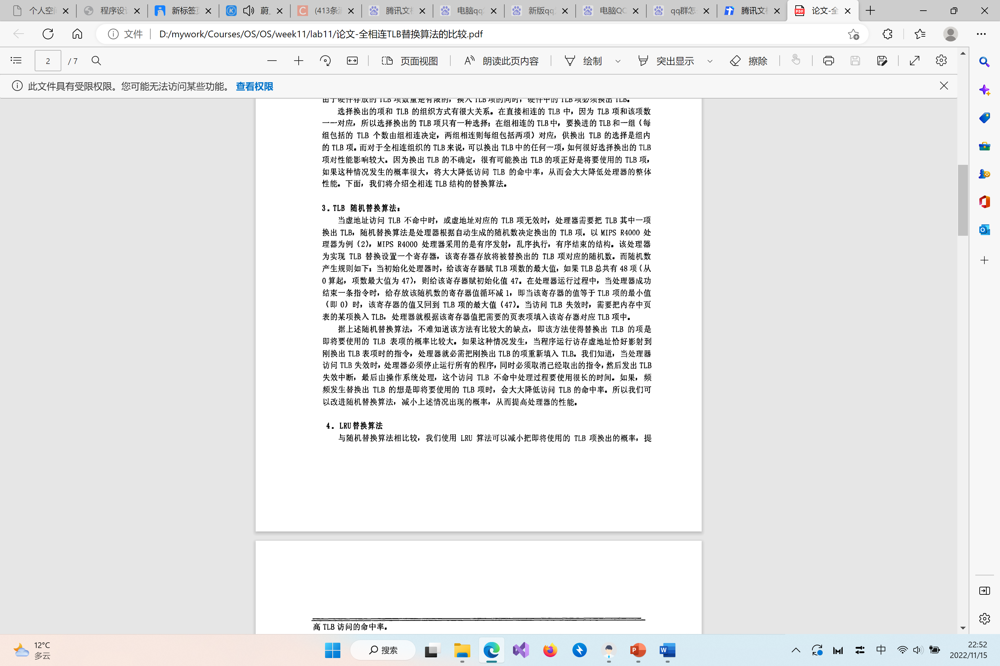 个人空
程序设
新标签页
蔚_
(413条消
腾讯文档
电脑qq
新版qq
电脑QQ
qq群怎
腾讯文档
论文-全
文件 D:/mywork/Courses/OS/OS/week11/lab11/论文-全相连TLB替换算法的比较.pdf
2 / 7
页面视图
朗读此页内容
绘制
突出显示
擦除
此文件具有受限权限。您可能无法访问某些功能。 查看权限
由于硬件存放的 TLB 项数量是有限的，换入 TLB 项的同时，硬件中的 TLB 项必须换出 TLB。
选择换出的项和 TLB 的组织方式有很大关系。在直接相连的 TLB 中，因为 TLB 项和该项数
一一对应，所以选择换出的 TLB 项只有一种选择；在组相连的 TLB 中，要换进的 TLB 和一组（每
组包括的 TLB 个数由组相连决定，两组相连则每组包括两项）对应，供换出 TLB 的选择是组内
的 TLB 项。而对于全相连组织的 TLB 来说，可以换出 TLB 中的任何一项，如何很好选择换出的 TLB
项对性能影响较大。因为换出 TLB 的不确定，很有可能换出 TLB 的项正好是将要使用的 TLB 项，
如果这种情况发生的概率很大，将大大降低访问 TLB 的命中率，从而会大大降低处理器的整体
性能。下面，我们将介绍全相连 TLB 结构的替换算法。
3．TLB 随机替换算法：
当虚地址访问 TLB 不命中时，或虚地址对应的 TLB 项无效时，处理器需要把 TLB 其中一项
换出 TLB，随机替换算法是处理器根据自动生成的随机数决定换出的 TLB 项。以 MIPS R4000 处
理器为例（2），MIPS R4000 处理器采用的是有序发射，乱序执行，有序结束的结构。该处理器
为实现 TLB 替换设置一个寄存器，该寄存器存放将被替换出的 TLB 项对应的随机数。而随机数
产生规则如下：当初始化处理器时，给该寄存器赋 TLB 项数的最大值，如果 TLB 总共有 48 项（从
0 算起，项数最大值为 47），则给该寄存器赋初始化值 47。在处理器运行过程中，当处理器成功
结束一条指令时，给存放该随机数的寄存器值循环减 1，即当该寄存器的值等于 TLB 项的最小值
（即 0）时，该寄存器的值又回到 TLB 项的最大值（47）。当访问 TLB 失效时，需要把内存中页
表的某项换入 TLB，处理器就根据该寄存器值把需要的页表项填入该寄存器对应 TLB 项中。
据上述随机替换算法，不难知道该方法有比较大的缺点，即该方法使得替换出 TLB 的项是
即将要使用的 TLB 表项的概率比较大。如果这种情况发生，当程序运行访存虚地址恰好影射到
刚换出 TLB 表项时的指令，处理器就必需把刚换出 TLB 的项重新填入 TLB。我们知道，当处理器
访问 TLB 失效时，处理器必须停止运行所有的程序，同时必须取消已经取出的指令，然后发出 TLB
失效中断，最后由操作系统处理，这个访问 TLB 不命中处理过程要使用很长的时间。如果，频
频发生替换出 TLB 的想是即将要使用的 TLB 项时，会大大降低访问 TLB 的命中率。所以我们可
以改进随机替换算法，减小上述情况出现的概率，从而提高处理器的性能。
4．LRU 替换算法
与随机替换算法相比较，我们使用 LRU 算法可以减小把即将使用的 TLB 项换出的概率，提
高 TLB 访问的命中率。
12°C
多云
搜索
中
22:52
2022/11/15